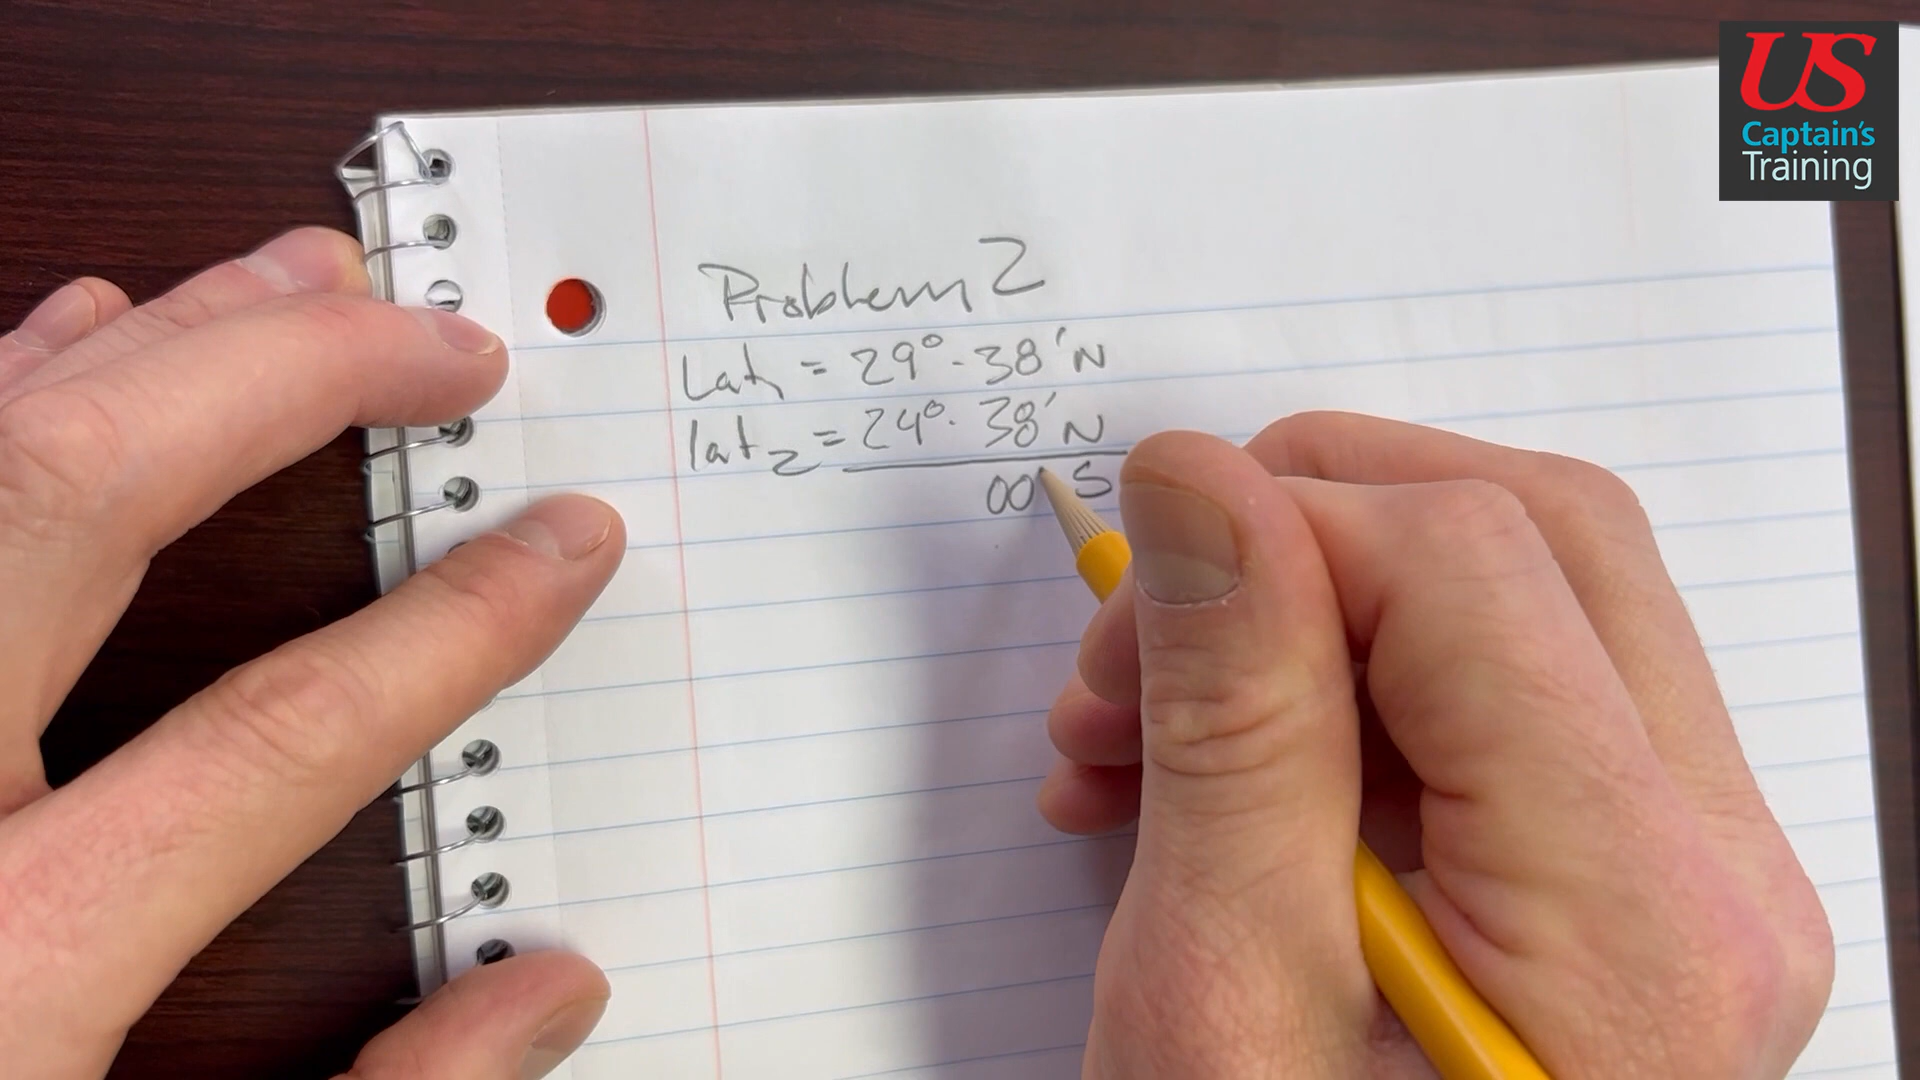 US
Captain's
Training
Problem 2
Lat₁ = 29° - 38' N
lat₂ = 24° - 38' N
00' S